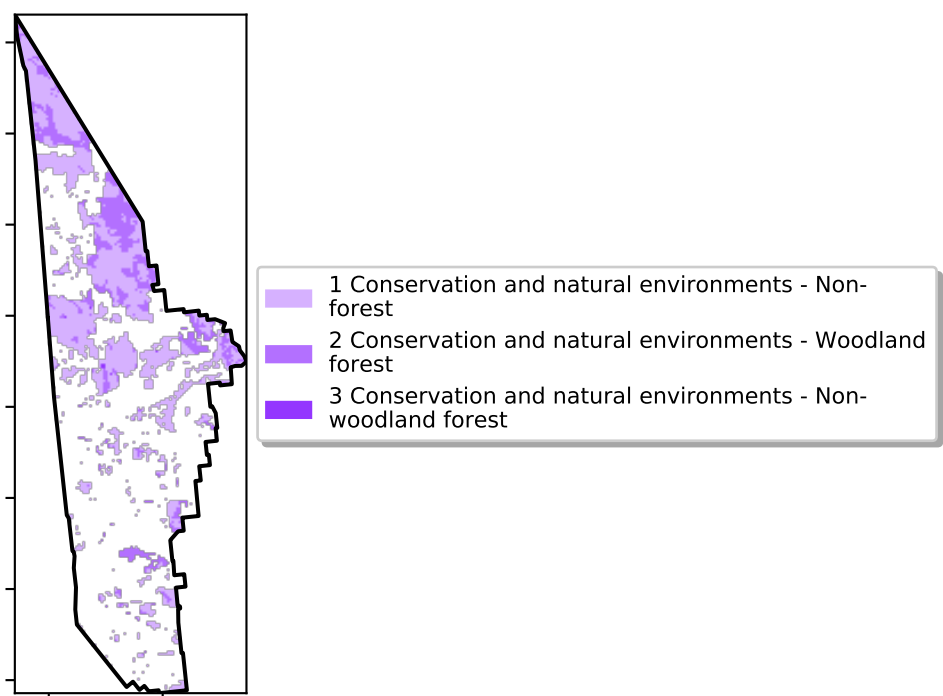 1 Conservation and natural environments - Non-
forest
2 Conservation and natural environments - Woodland
forest
3 Conservation and natural environments - Non-
woodland forest